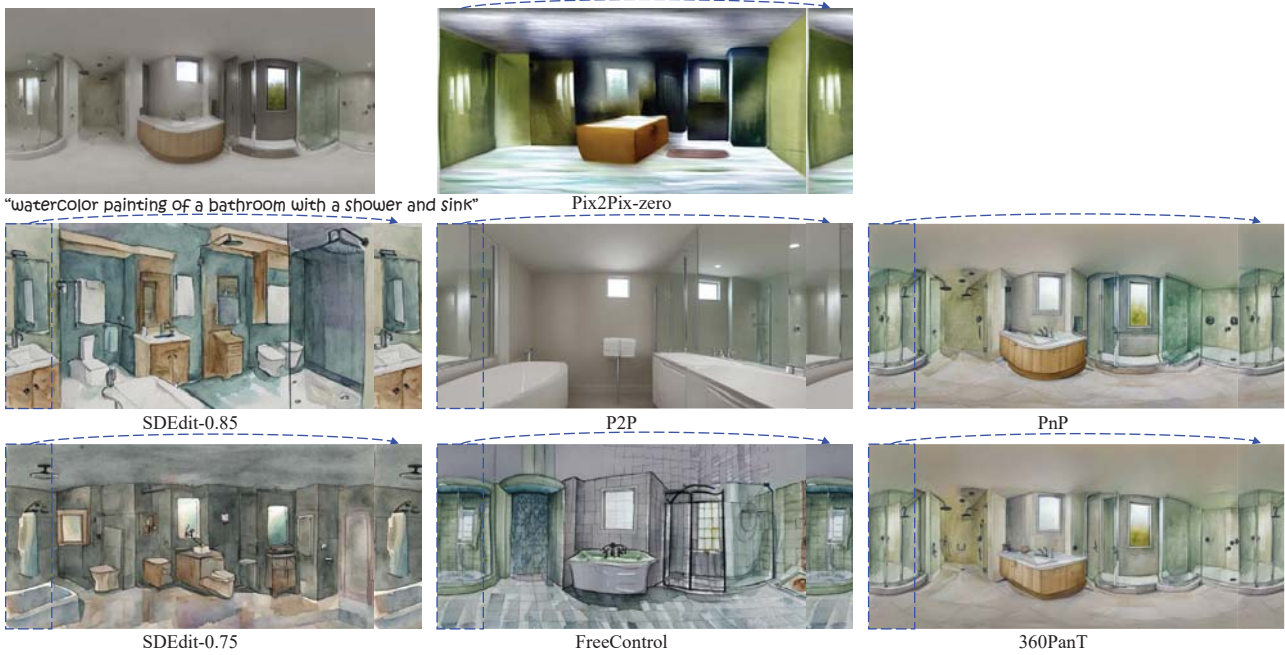 “watercolor painting of a bathroom with a shower and sink”
Pix2Pix-zero
SDEdit-0.85
P2P
PnP
SDEdit-0.75
FreeControl
360PanT